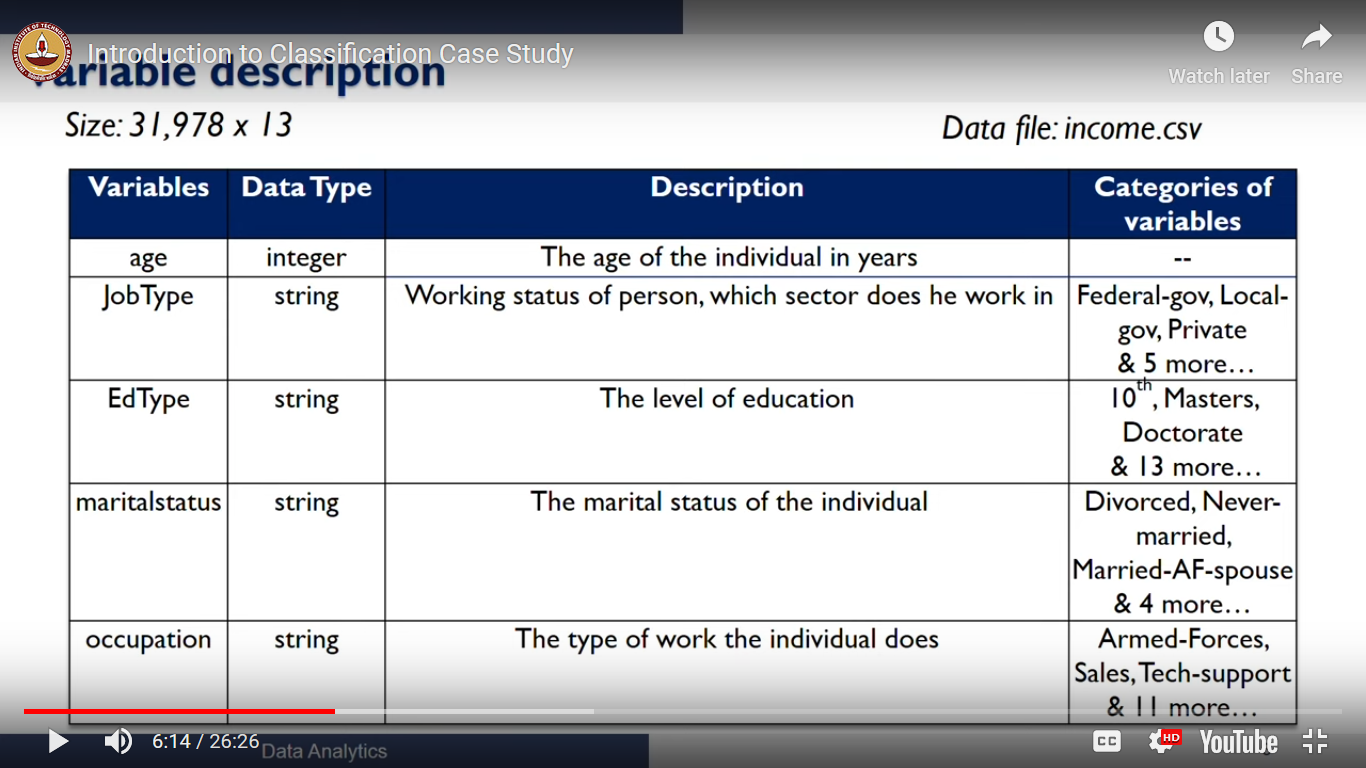 Introduction to Classification Case Study
Watch later
Share
Variable description
Size: 31,978 x 13
Data file: income.csv
Variables Data Type Description Categories of variables
age integer The age of the individual in years --
JobType string Working status of person, which sector does he work in Federal-gov, Local-
gov, Private
& 5 more…
EdType string The level of education 10th, Masters,
Doctorate
& 13 more…
maritalstatus string The marital status of the individual Divorced, Never-
married,
Married-AF-spouse
& 4 more…
occupation string The type of work the individual does Armed-Forces,
Sales, Tech-support
& 11 more…
6:14 / 26:26
CC
HD
YouTube
Data Analytics